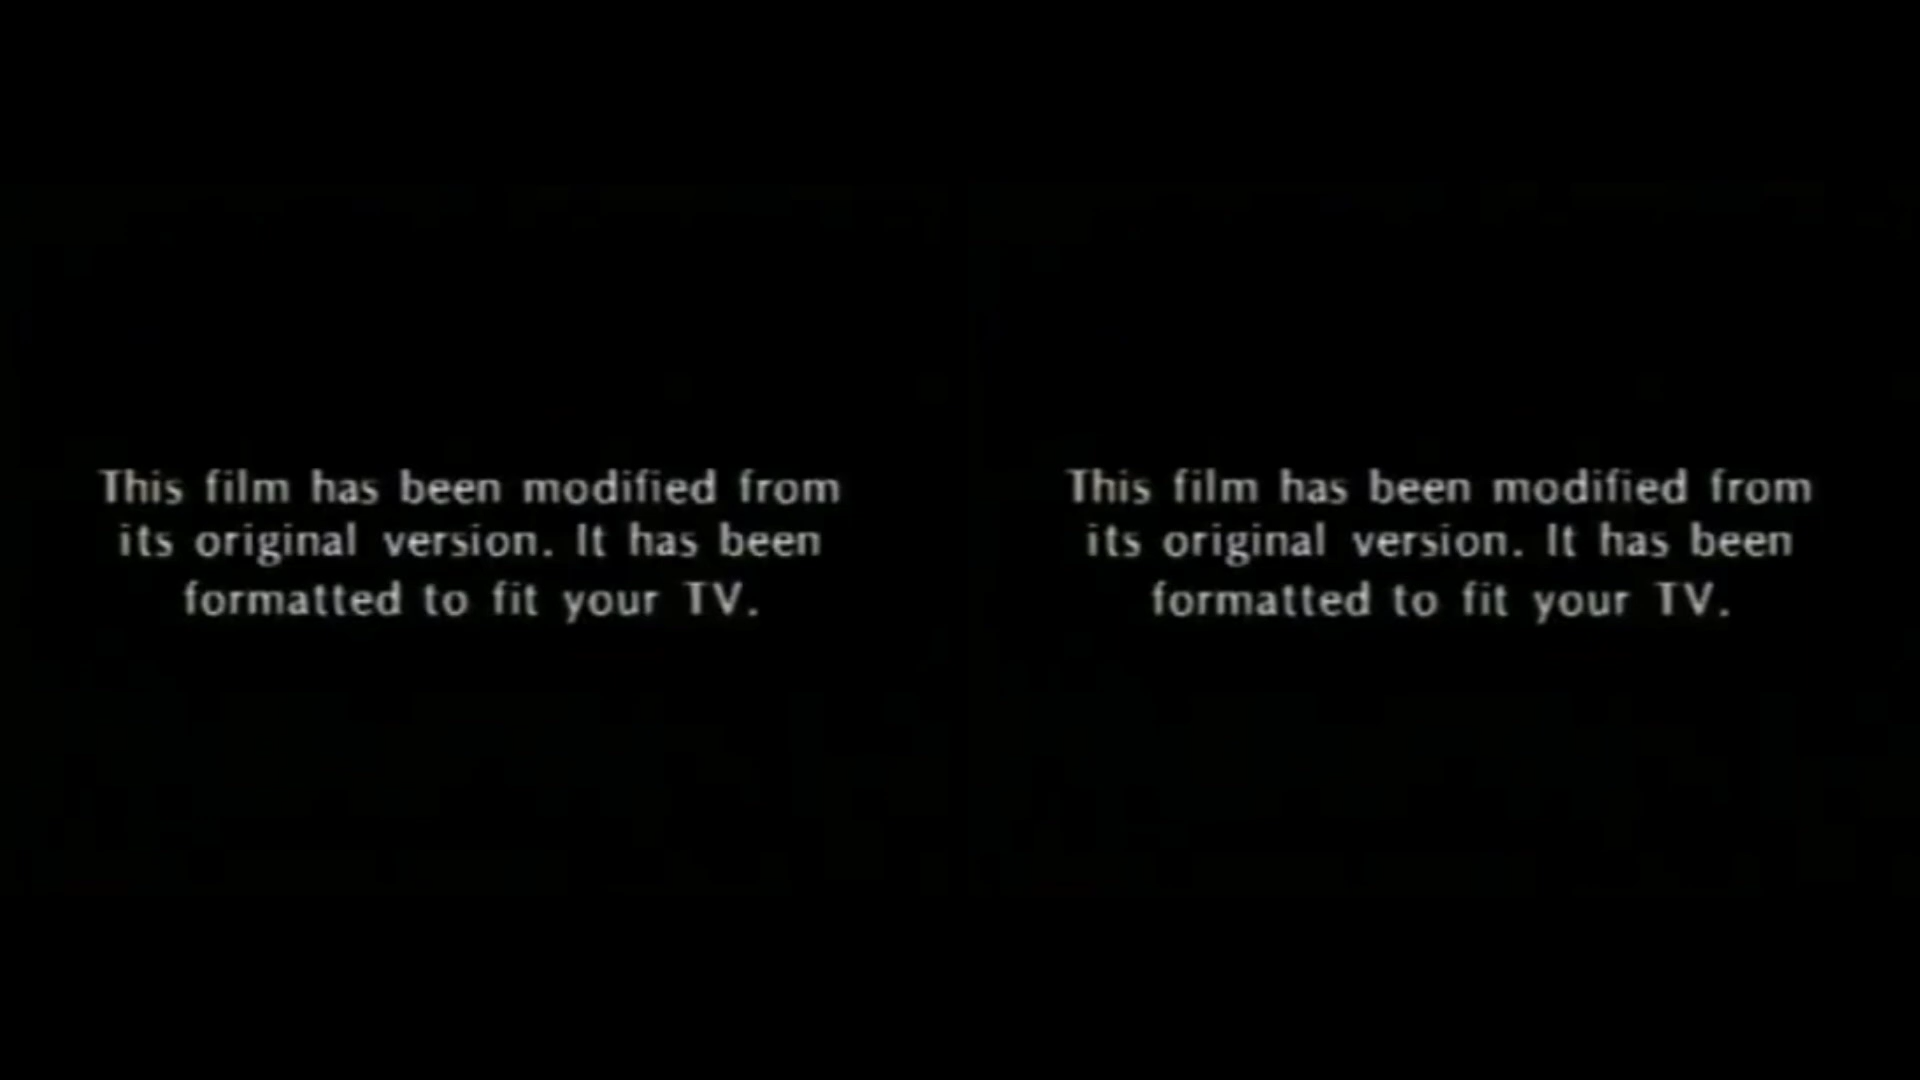 This film has been modified from
its original version. It has been
formatted to fit your TV.
This film has been modified from
its original version. It has been
formatted to fit your TV.